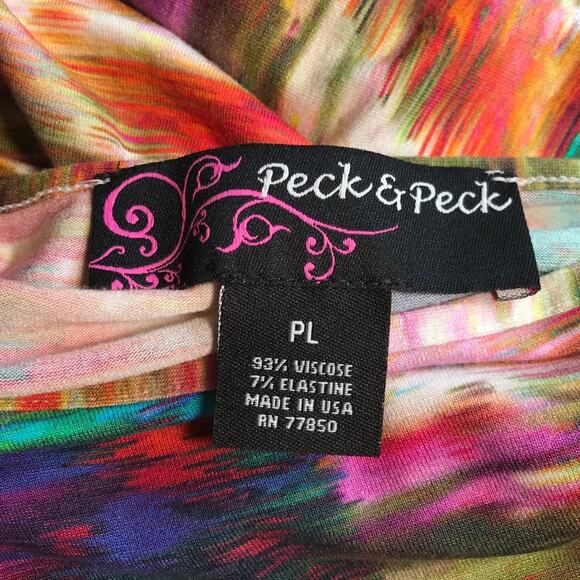 Peck & Peck
PL
93% VISCOSE
7% ELASTINE
MADE IN USA
RN 77850